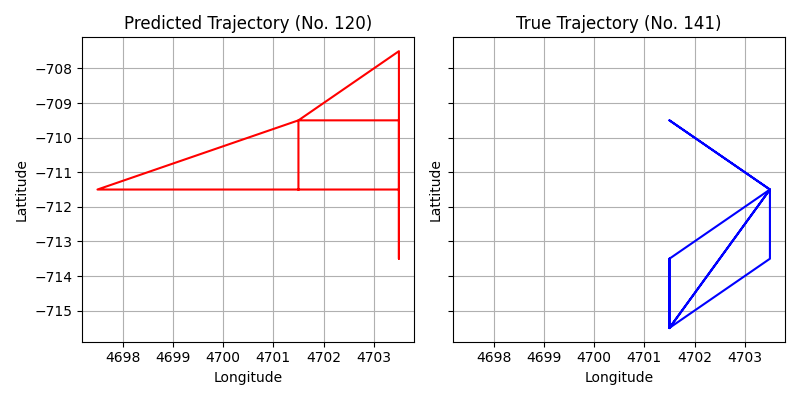 Predicted Trajectory (No. 120)
True Trajectory (No. 141)
−708
−709
−710
−711
−712
−713
−714
−715
Lattitude
Lattitude
4698 4699 4700 4701 4702 4703
4698 4699 4700 4701 4702 4703
Longitude
Longitude